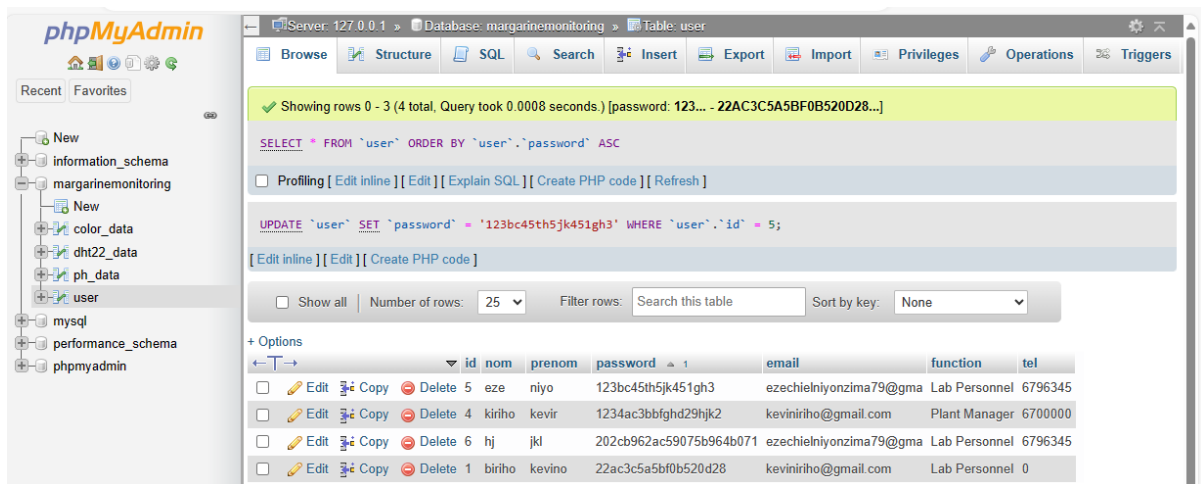 phpMyAdmin
Recent Favorites
New
information_schema
margarinemonitoring
New
color_data
dht22_data
ph_data
user
mysql
performance_schema
phpmyadmin
Server: 127.0.0.1 » Database: margarinemonitoring » Table: user
Browse Structure SQL Search Insert Export Import Privileges Operations Triggers
Showing rows 0 - 3 (4 total, Query took 0.0008 seconds.) [password: 123... - 22AC3C5A5BF0B520D28...]
SELECT * FROM `user` ORDER BY `user`.`password` ASC
Profiling [ Edit inline ] [ Edit ] [ Explain SQL ] [ Create PHP code ] [ Refresh ]
UPDATE `user` SET `password` = '123bc45th5jk451gh3' WHERE `user`.`id` = 5;
[ Edit inline ] [ Edit ] [ Create PHP code ]
Show all Number of rows: 25 Filter rows: Search this table Sort by key: None
+ Options
←T→ id nom prenom password 1 email function tel
Edit Copy Delete 5 eze niyo 123bc45th5jk451gh3 ezechielniyonzima79@gma Lab Personnel 6796345
Edit Copy Delete 4 kiriho kevir 1234ac3bbfghd29hjk2 keviniriho@gmail.com Plant Manager 6700000
Edit Copy Delete 6 hj jkl 202cb962ac59075b964b071 ezechielniyonzima79@gma Lab Personnel 6796345
Edit Copy Delete 1 biriho kevino 22ac3c5a5bf0b520d28 keviniriho@gmail.com Lab Personnel 0